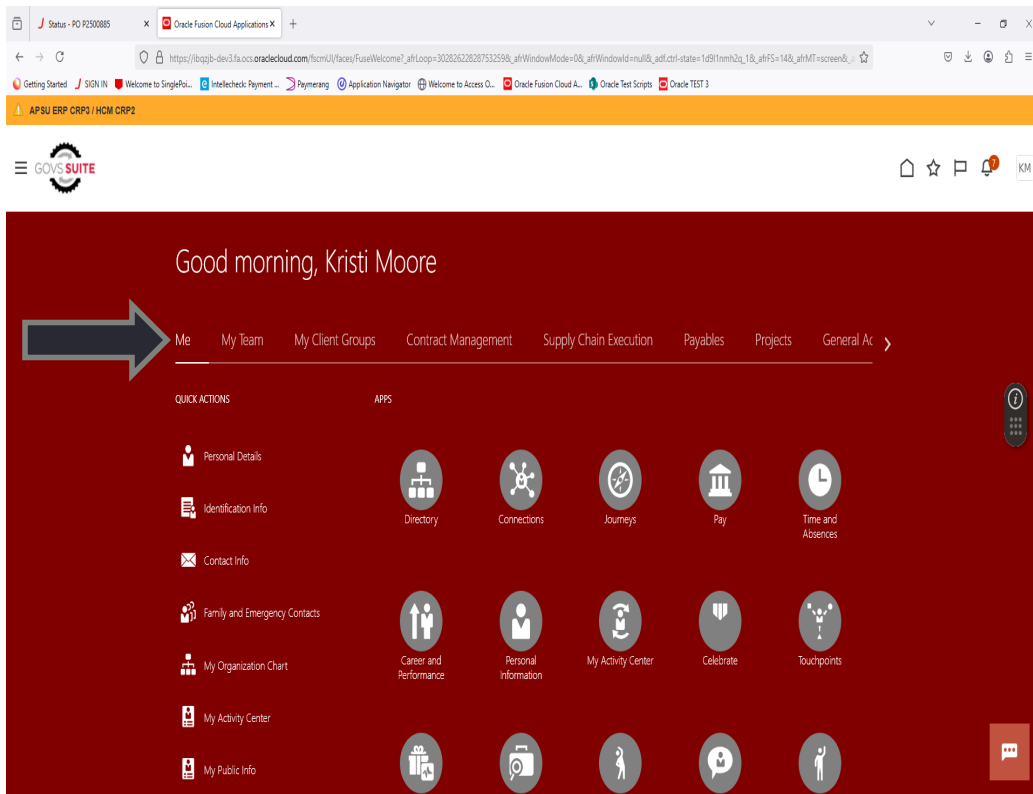 Status - PO P2500885
Oracle Fusion Cloud Applications
https://ibqzjb-dev3.fa.ocs.oraclecloud.com/fscmUI/faces/FuseWelcome?_afrLoop=30282622828753259&_afrWindowMode=0&_afrWindowId=null&_adf.ctrl-state=1d9l1nmh2q_1&_afrFS=14&_afrMT=screen&_
Getting Started SIGN IN Welcome to SinglePoi... Intellecheck: Payment ... Paymerang Application Navigator Welcome to Access O... Oracle Fusion Cloud A... Oracle Test Scripts Oracle TEST 3
APSU ERP CRP3 / HCM CRP2
GOVS SUITE
7
KM
Good morning, Kristi Moore
Me My Team My Client Groups Contract Management Supply Chain Execution Payables Projects General Ac
QUICK ACTIONS
Personal Details
Identification Info
Contact Info
Family and Emergency Contacts
My Organization Chart
My Activity Center
My Public Info
APPS
Directory Connections Journeys Pay Time and
Absences
Career and
Performance
Personal
Information
My Activity Center Celebrate Touchpoints